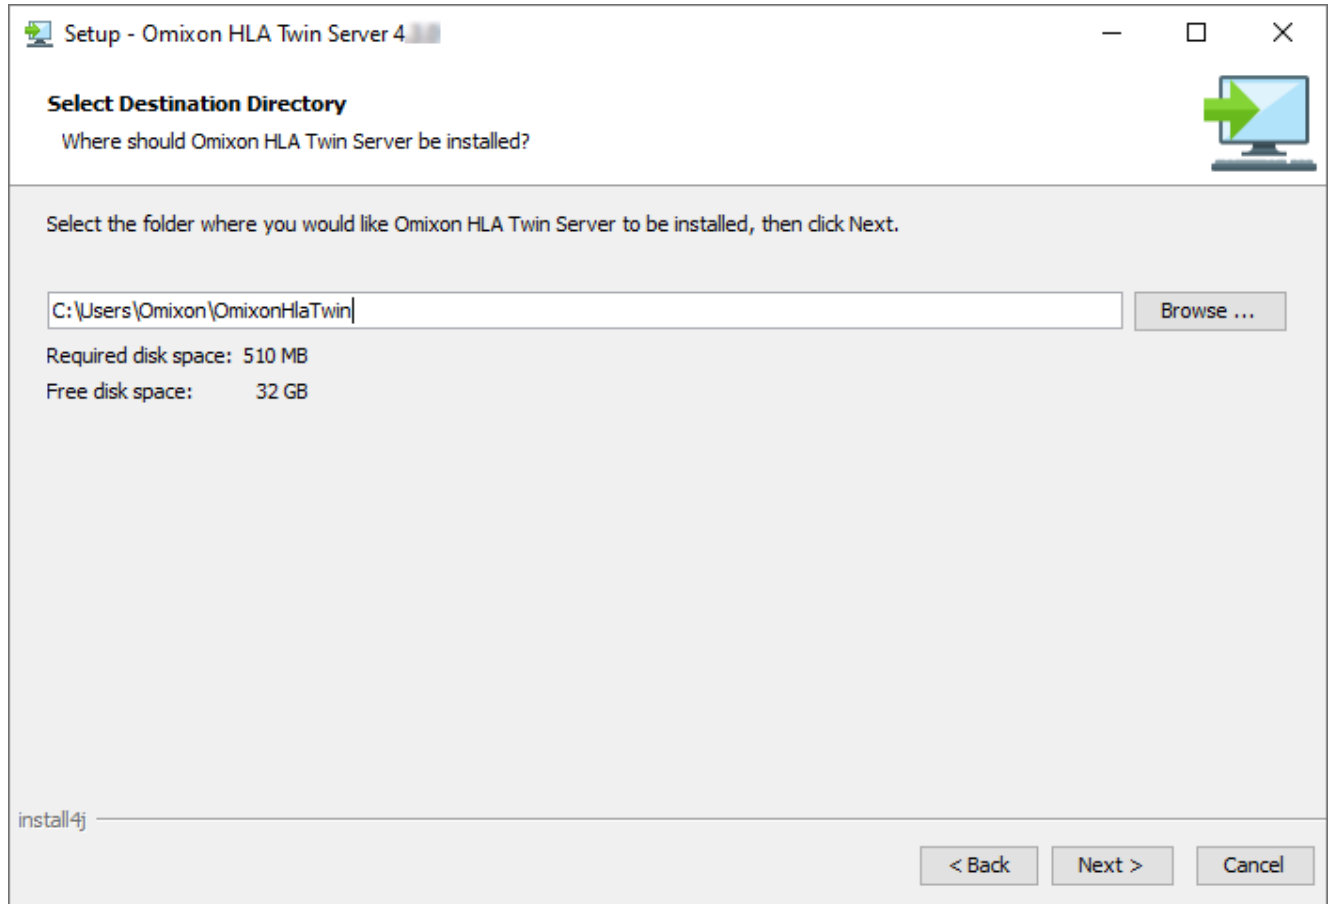 Setup - Omixon HLA Twin Server 4
Select Destination Directory
Where should Omixon HLA Twin Server be installed?
Select the folder where you would like Omixon HLA Twin Server to be installed, then click Next.
C:\Users\Omixon\OmixonHlaTwin
Browse ...
Required disk space: 510 MB
Free disk space: 32 GB
install4j
< Back Next > Cancel